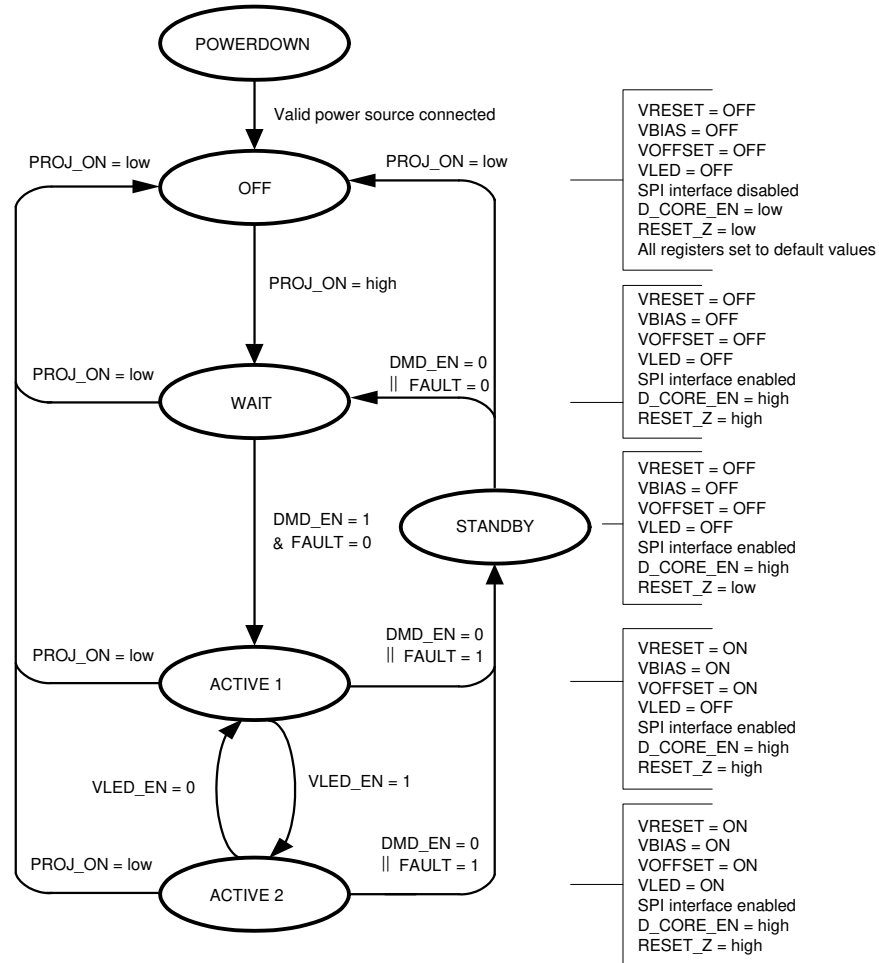 POWERDOWN
Valid power source connected
PROJ_ON = low
PROJ_ON = low
OFF
VRESET = OFF
VBIAS = OFF
VOFFSET = OFF
VLED = OFF
SPI interface disabled
D_CORE_EN = low
RESET_Z = low
All registers set to default values
PROJ_ON = high
PROJ_ON = low
WAIT
DMD_EN = 0
|| FAULT = 0
VRESET = OFF
VBIAS = OFF
VOFFSET = OFF
VLED = OFF
SPI interface enabled
D_CORE_EN = high
RESET_Z = high
DMD_EN = 1
& FAULT = 0
STANDBY
VRESET = OFF
VBIAS = OFF
VOFFSET = OFF
VLED = OFF
SPI interface enabled
D_CORE_EN = high
RESET_Z = low
PROJ_ON = low
ACTIVE 1
DMD_EN = 0
|| FAULT = 1
VRESET = ON
VBIAS = ON
VOFFSET = ON
VLED = OFF
SPI interface enabled
D_CORE_EN = high
RESET_Z = high
VLED_EN = 0
VLED_EN = 1
PROJ_ON = low
ACTIVE 2
DMD_EN = 0
|| FAULT = 1
VRESET = ON
VBIAS = ON
VOFFSET = ON
VLED = ON
SPI interface enabled
D_CORE_EN = high
RESET_Z = high